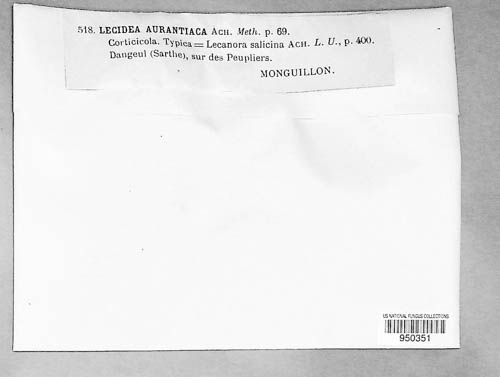 518. LECIDEA AURANTIACA ACH. Meth. p. 69.
Corticicola. Typica = Lecanora salicina ACH. L. U., p. 400.
Dangeul (Sarthe), sur des Peupliers.
MONGUILLON.
US NATIONAL FUNGUS COLLECTIONS
950351